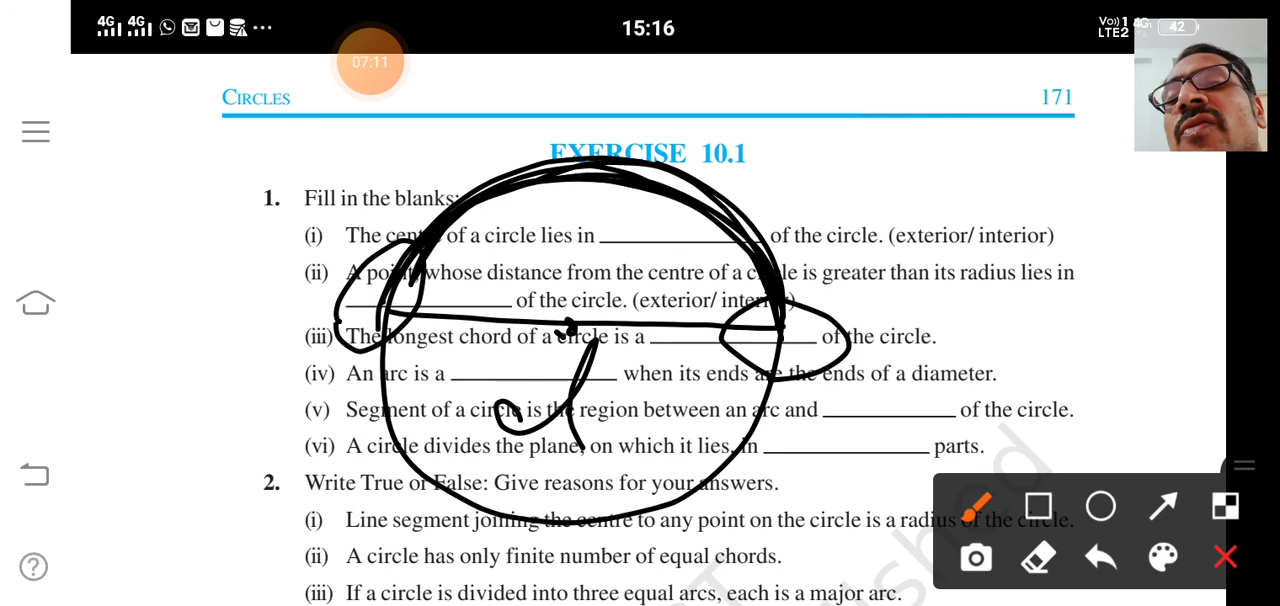 4G 4G ... 15:16 Vo)) 1 4G LTE2 42
07:11
CIRCLES 171
EXERCISE 10.1
1. Fill in the blanks:
(i) The centre of a circle lies in ____________ of the circle. (exterior/ interior)
(ii) A point, whose distance from the centre of a circle is greater than its radius lies in
____________ of the circle. (exterior/ interior)
(iii) The longest chord of a circle is a ____________ of the circle.
(iv) An arc is a ____________ when its ends are the ends of a diameter.
(v) Segment of a circle is the region between an arc and ____________ of the circle.
(vi) A circle divides the plane, on which it lies, in ____________ parts.
2. Write True or False: Give reasons for your answers.
(i) Line segment joining the centre to any point on the circle is a radius of the circle.
(ii) A circle has only finite number of equal chords.
(iii) If a circle is divided into three equal arcs, each is a major arc.